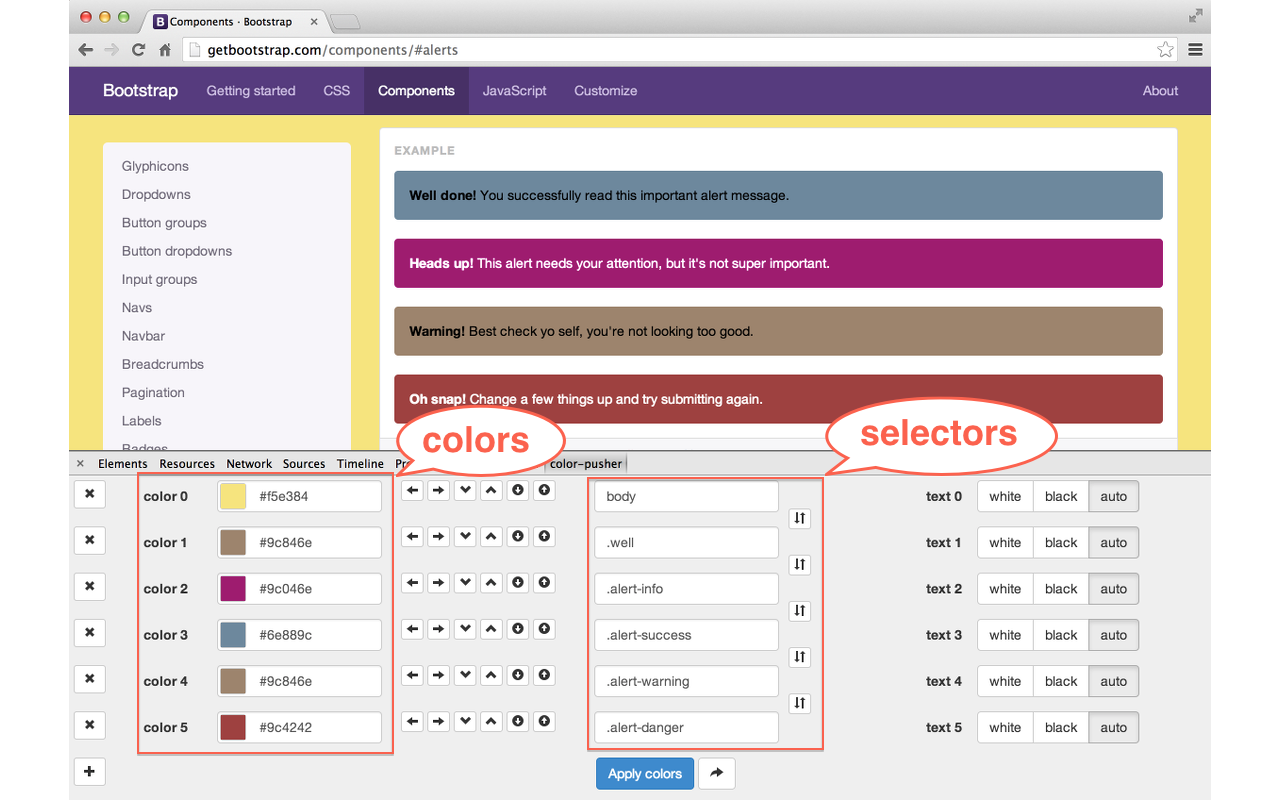 B Components · Bootstrap
getbootstrap.com/components/#alerts
Bootstrap Getting started CSS Components JavaScript Customize About
Glyphicons
Dropdowns
Button groups
Button dropdowns
Input groups
Navs
Navbar
Breadcrumbs
Pagination
Labels
Badges
EXAMPLE
Well done! You successfully read this important alert message.
Heads up! This alert needs your attention, but it's not super important.
Warning! Best check yo self, you're not looking too good.
Oh snap! Change a few things up and try submitting again.
colors
selectors
Elements Resources Network Sources Timeline color-pusher
color 0 #f5e384 body text 0 white black auto
color 1 #9c846e .well text 1 white black auto
color 2 #9c046e .alert-info text 2 white black auto
color 3 #6e889c .alert-success text 3 white black auto
color 4 #9c846e .alert-warning text 4 white black auto
color 5 #9c4242 .alert-danger text 5 white black auto
Apply colors